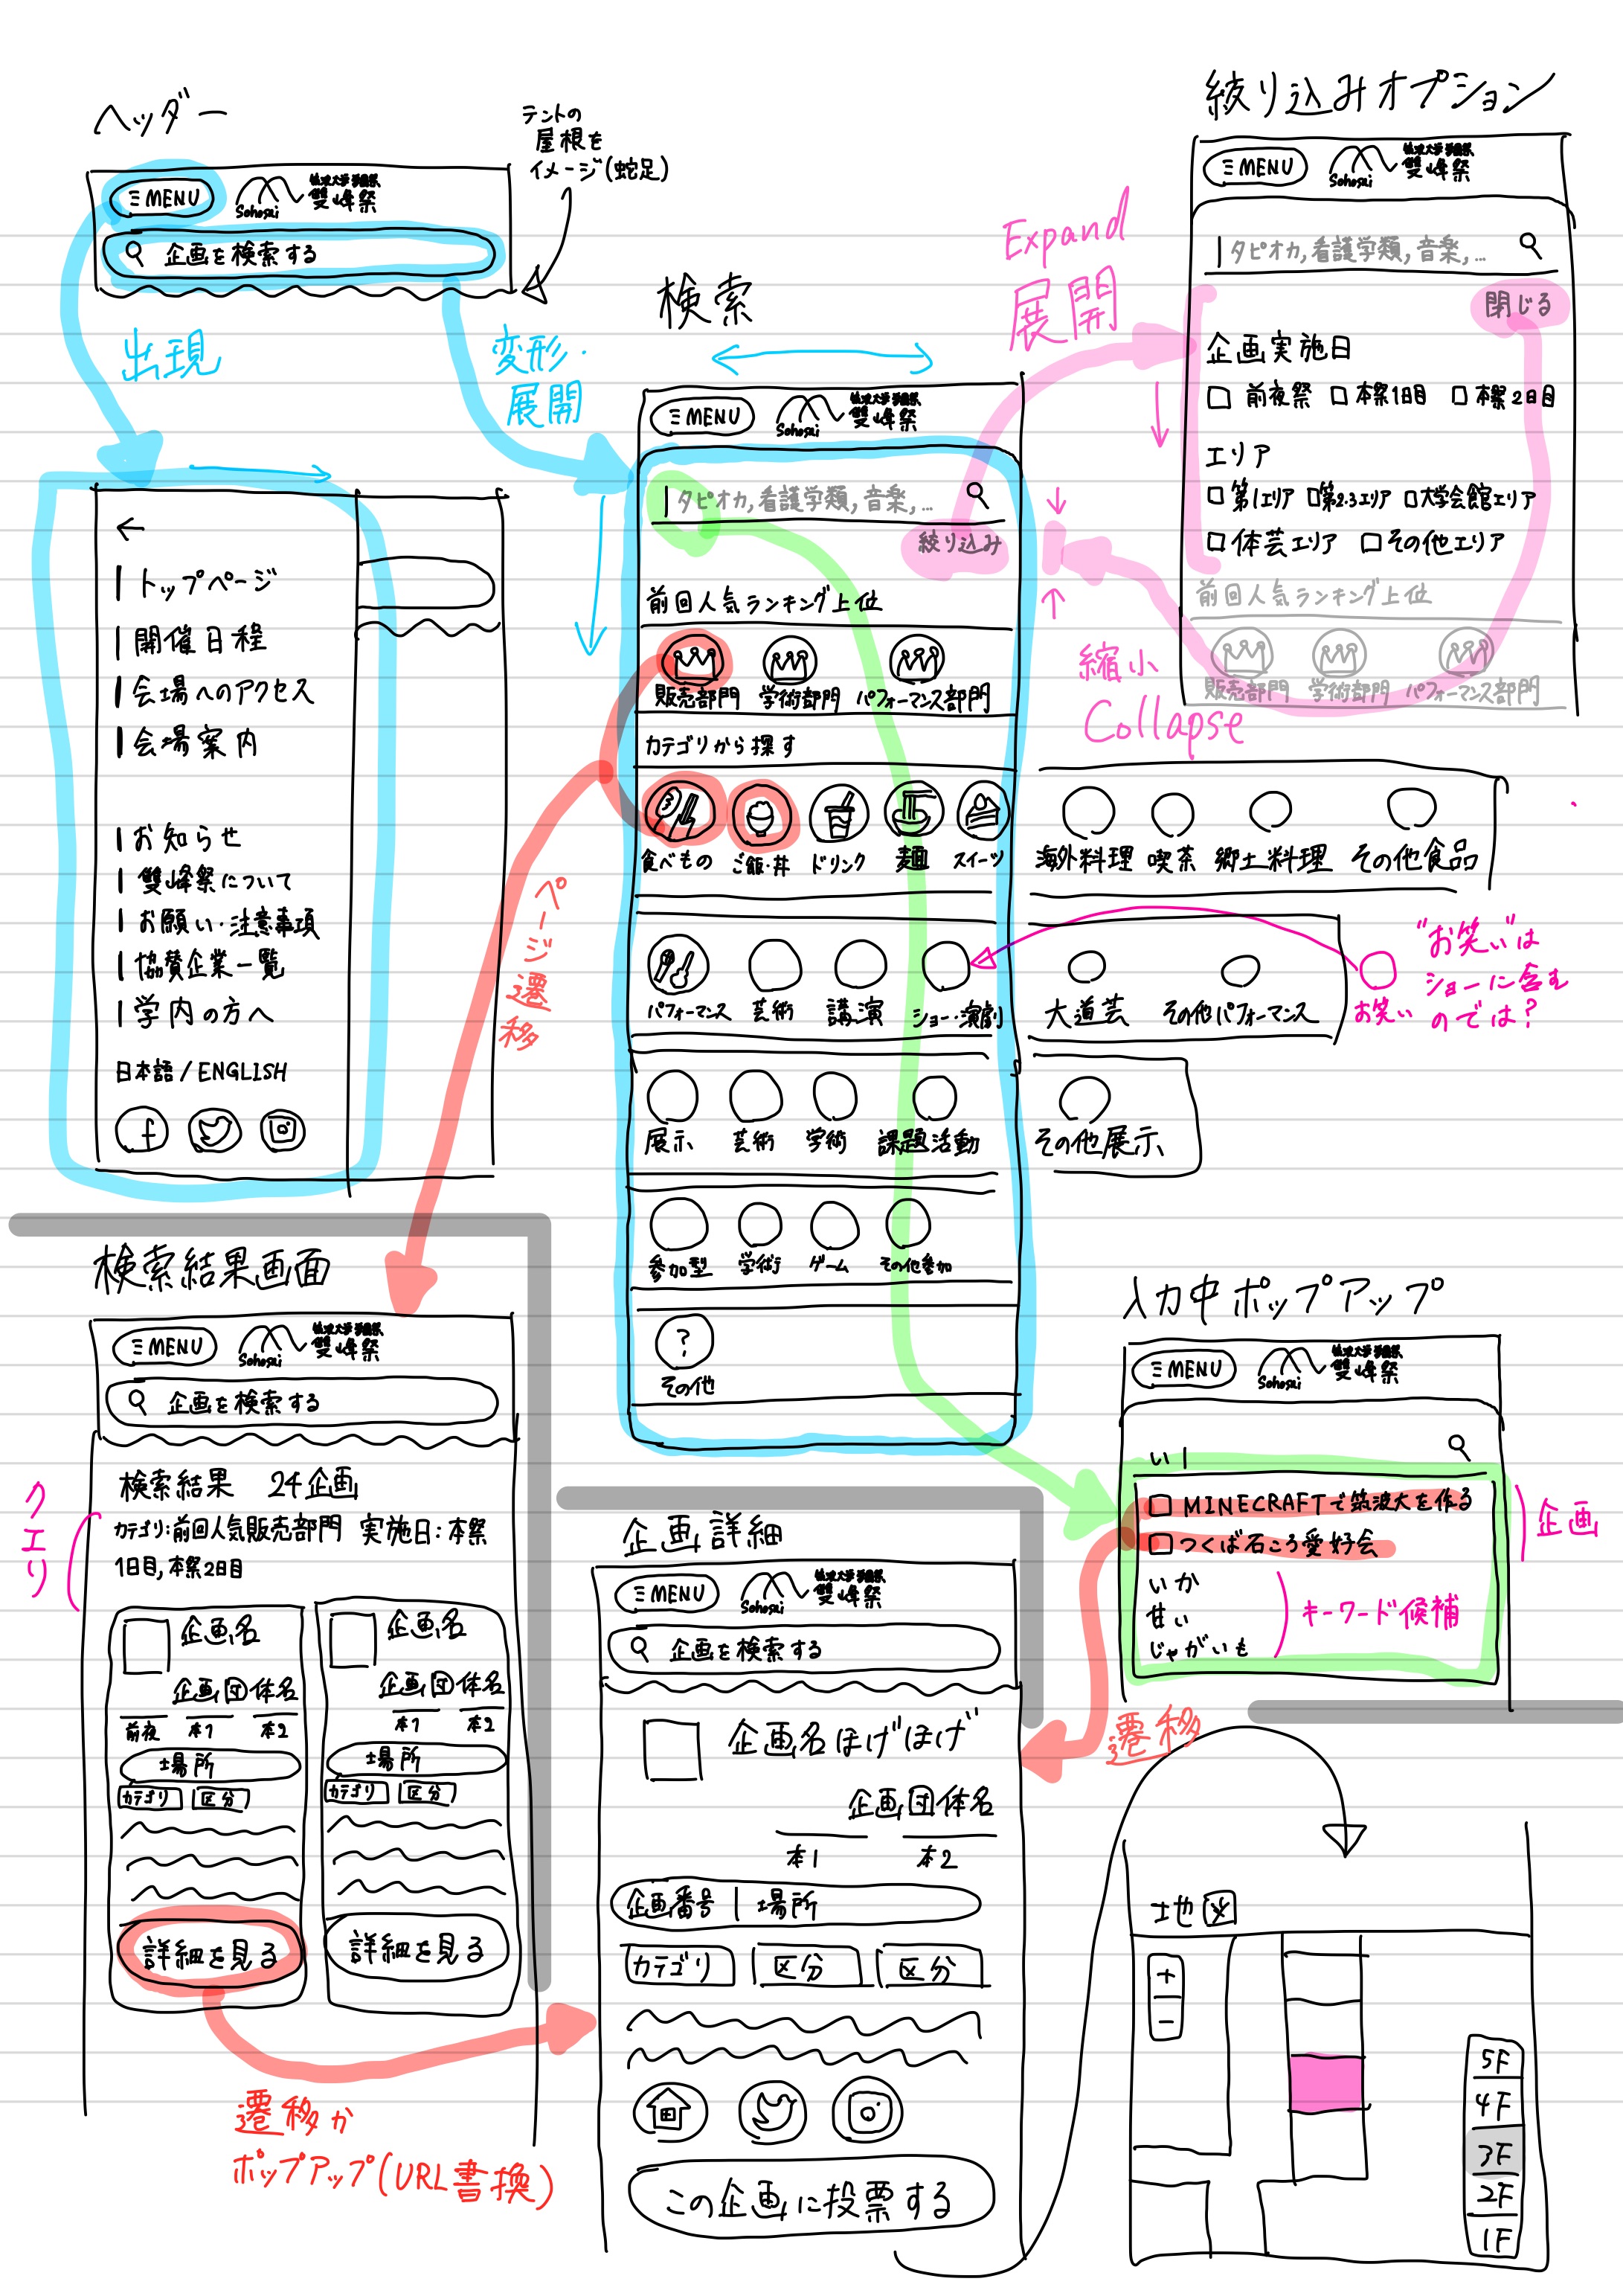 ヘッダー
テントの
屋根を
イメージ(蛇足)
MENU
Sohosai
筑波大学学園祭
雙峰祭
企画を検索する
出現
変形・
展開
←
トップページ
開催日程
会場へのアクセス
会場案内
お知らせ
雙峰祭について
お願い・注意事項
協賛企業一覧
学内の方へ
日本語/ENGLISH
f
検索
MENU
Sohosai
筑波大学学園祭
雙峰祭
タピオカ,看護学類,音楽,...
絞り込み
前回人気ランキング上位
販売部門 学術部門 パフォーマンス部門
カテゴリから探す
食べもの ご飯・丼 ドリンク 麺 スイーツ
海外料理 喫茶 郷土料理 その他食品
パフォーマンス 芸術 講演 ショー・演劇
大道芸 その他パフォーマンス お笑い
"お笑い"は
ショーに含む
のでは?
展示 芸術 学術 課題活動
その他展示
参加型 学術 ゲーム その他参加
?
その他
Expand
展開
縮小
Collapse
絞り込みオプション
MENU
Sohosai
筑波大学学園祭
雙峰祭
タピオカ,看護学類,音楽,...
閉じる
企画実施日
前夜祭 本祭1日目 本祭2日目
エリア
第1エリア 第2・3エリア 大学会館エリア
体芸エリア その他エリア
前回人気ランキング上位
販売部門 学術部門 パフォーマンス部門
ページ遷移
検索結果画面
MENU
Sohosai
筑波大学学園祭
雙峰祭
企画を検索する
検索結果 24企画
クエリ
カテゴリ:前回人気販売部門 実施日:本祭
1日目,本祭2日目
企画名
企画団体名
前夜 本1 本2
場所
カテゴリ 区分
詳細を見る
企画名
企画団体名
本1 本2
場所
カテゴリ 区分
詳細を見る
遷移か
ポップアップ(URL書換)
企画詳細
MENU
Sohosai
筑波大学学園祭
雙峰祭
企画を検索する
企画名ほげほげ
企画団体名
本1 本2
企画番号 場所
カテゴリ 区分 区分
この企画に投票する
入力中ポップアップ
MENU
Sohosai
筑波大学学園祭
雙峰祭
い
MINECRAFTで筑波大を作る
つくば石ころ愛好会
企画
いか
甘い
じゃがいも
キーワード候補
遷移
地図
+
−
5F
4F
3F
2F
1F